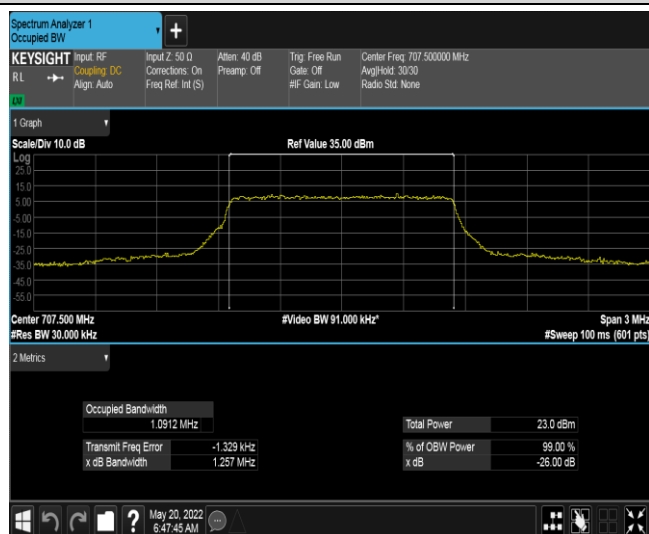 Spectrum Analyzer 1
Occupied BW
+
KEYSIGHT Input: RF Input Z: 50 Ω Atten: 40 dB Trig: Free Run Center Freq: 707.500000 MHz
RL Coupling: DC Corrections: On Preamp: Off Gate: Off Avg|Hold: 30/30
Align: Auto Freq Ref: Int (S) #IF Gain: Low Radio Std: None
LXI
1 Graph
Scale/Div 10.0 dB Ref Value 35.00 dBm
Log
25.0
15.0
5.00
-5.00
-15.0
-25.0
-35.0
-45.0
-55.0
Center 707.500 MHz #Video BW 91.000 kHz* Span 3 MHz
#Res BW 30.000 kHz #Sweep 100 ms (601 pts)
2 Metrics
Occupied Bandwidth
1.0912 MHz Total Power 23.0 dBm
Transmit Freq Error -1.329 kHz % of OBW Power 99.00 %
x dB Bandwidth 1.257 MHz x dB -26.00 dB
? May 20, 2022
6:47:45 AM